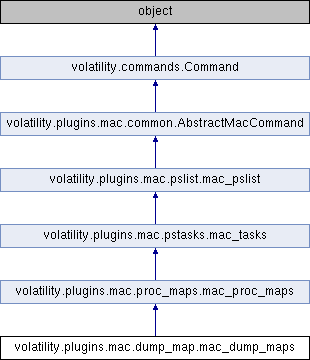 object
volatility.commands.Command
volatility.plugins.mac.common.AbstractMacCommand
volatility.plugins.mac.pslist.mac_pslist
volatility.plugins.mac.pstasks.mac_tasks
volatility.plugins.mac.proc_maps.mac_proc_maps
volatility.plugins.mac.dump_map.mac_dump_maps